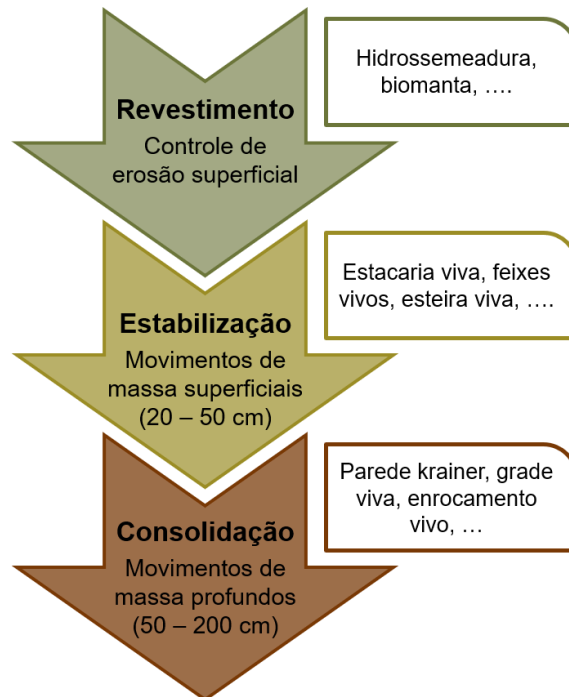 Revestimento
Controle de
erosão superficial
Hidrossemeadura,
biomanta, ....
Estabilização
Movimentos de
massa superficiais
(20 – 50 cm)
Estacaria viva, feixes
vivos, esteira viva, ....
Consolidação
Movimentos de
massa profundos
(50 – 200 cm)
Parede krainer, grade
viva, enrocamento
vivo, ...